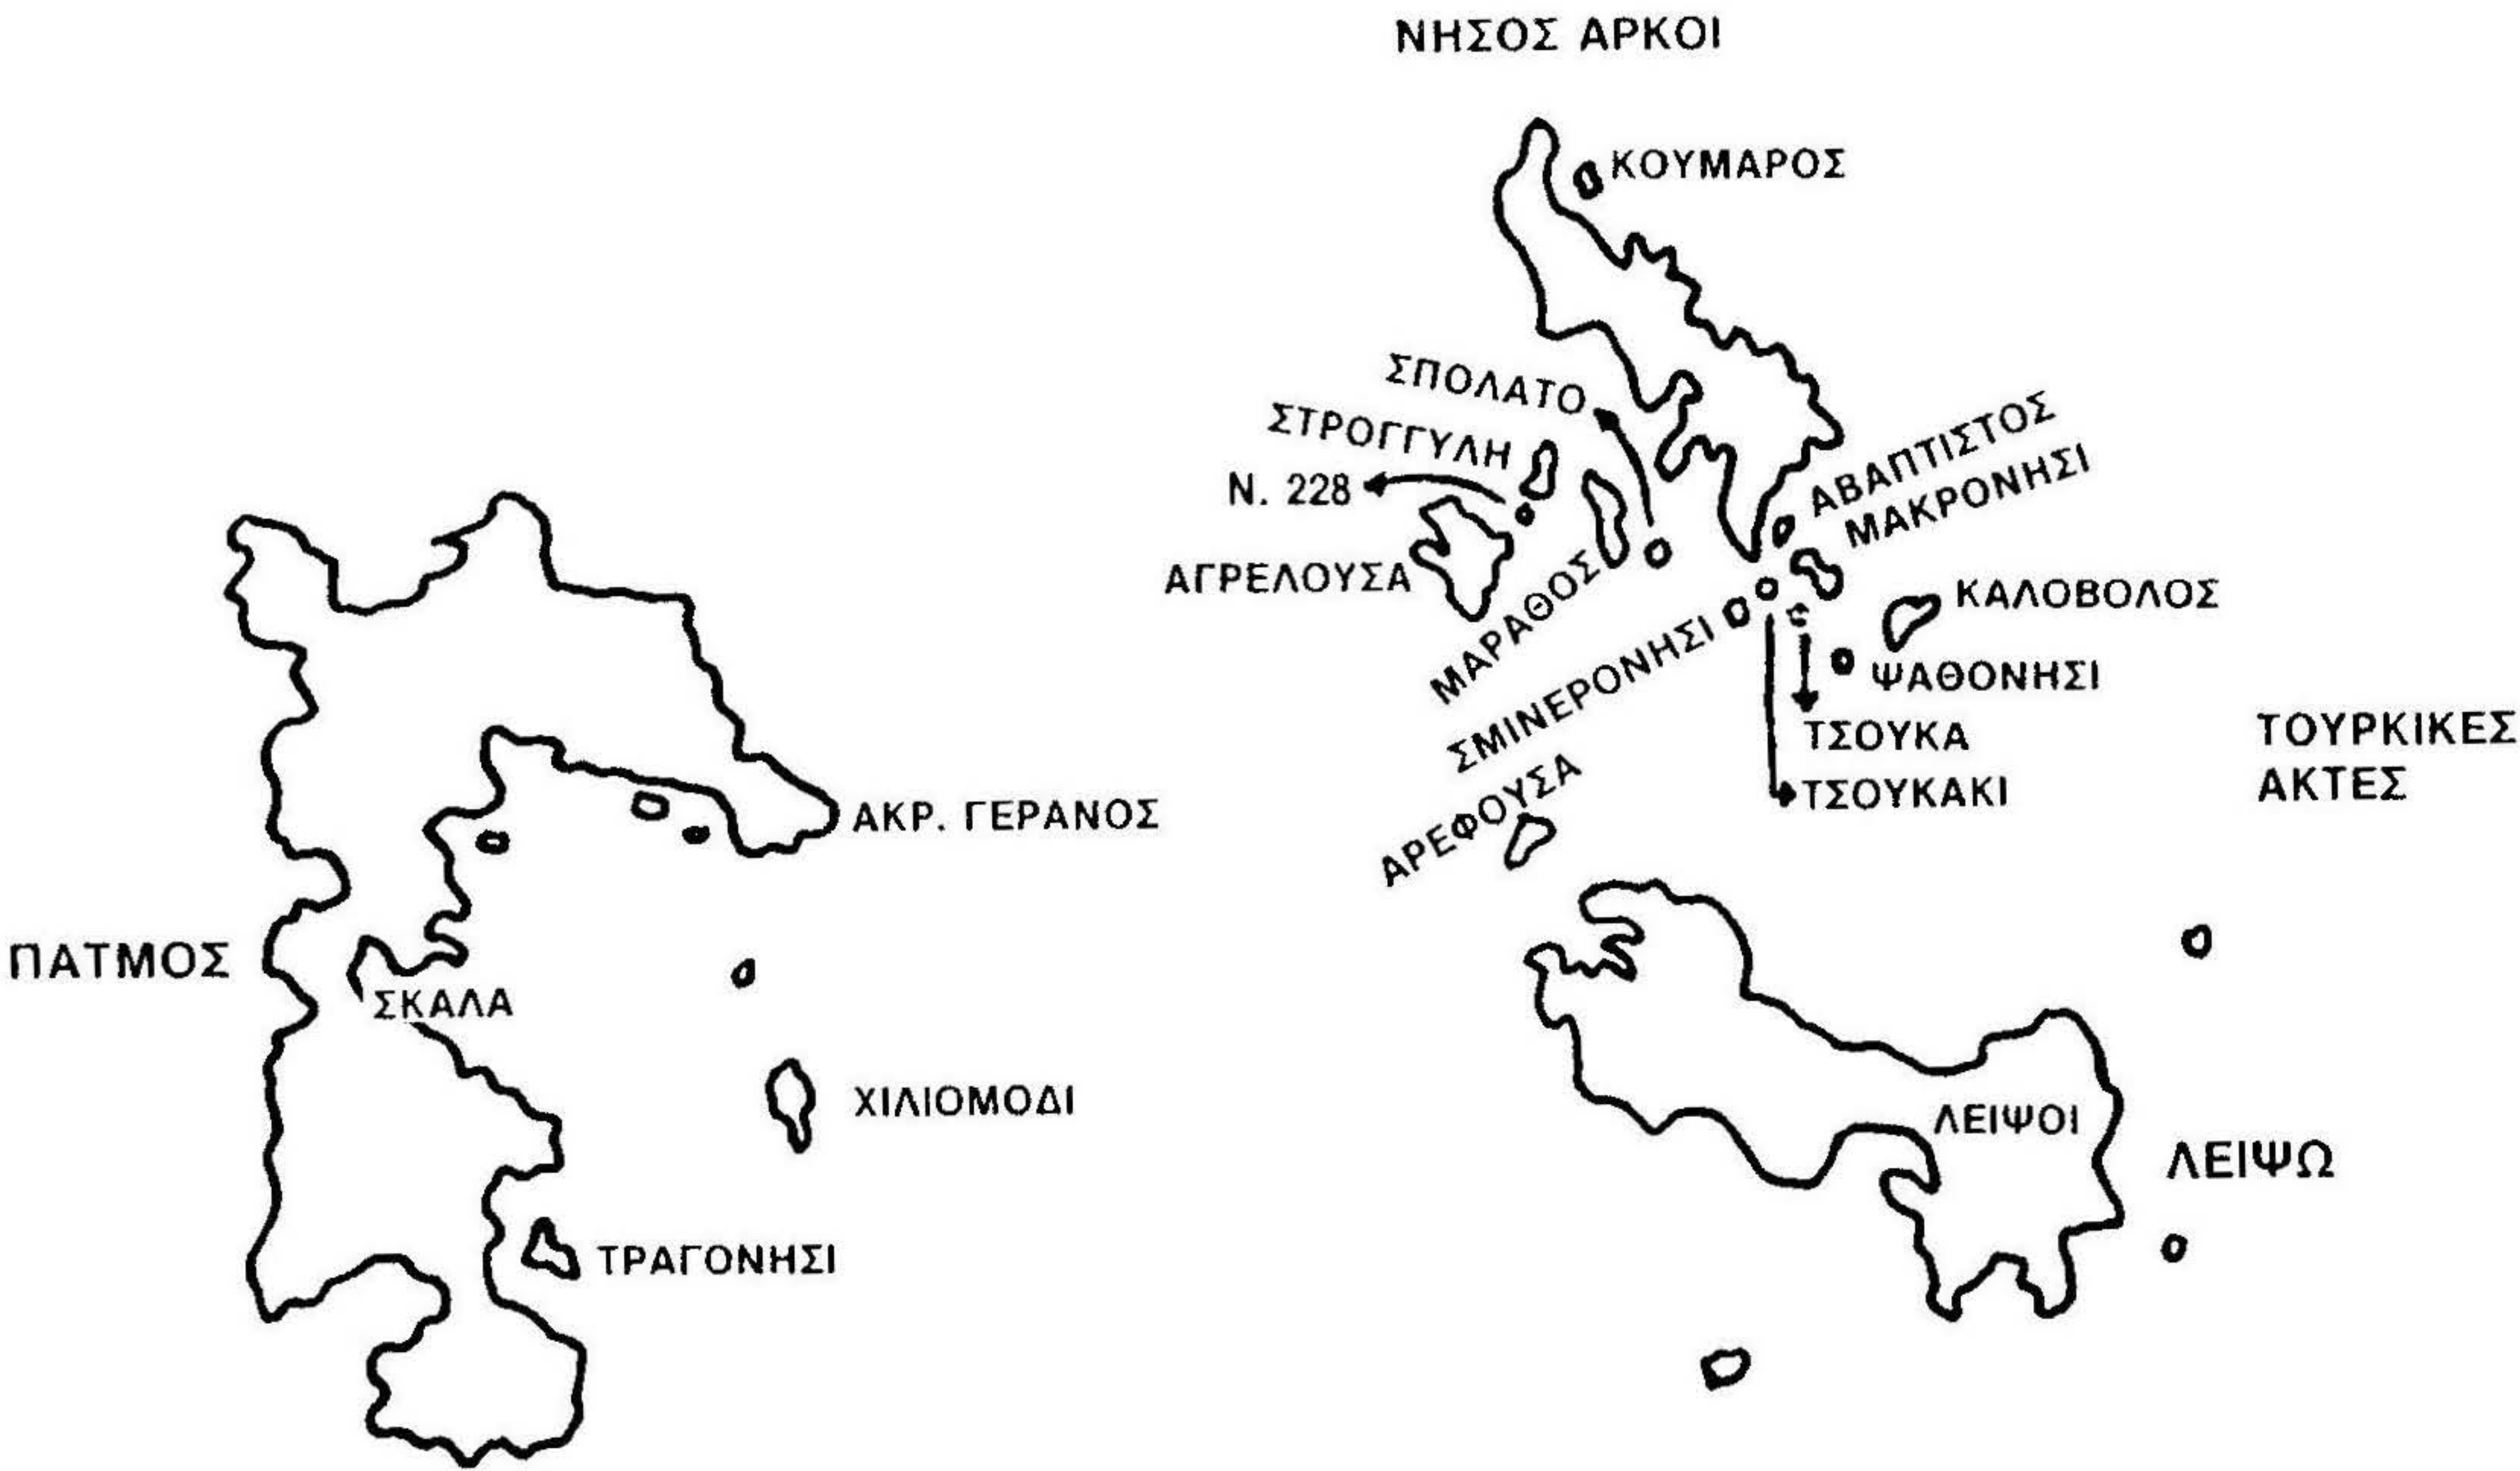 ΝΗΣΟΣ ΑΡΚΟΙ
ΚΟΥΜΑΡΟΣ
ΣΠΟΛΑΤΟ
ΣΤΡΟΓΓΥΛΗ
Ν. 228
ΑΒΑΠΤΙΣΤΟΣ
ΜΑΚΡΟΝΗΣΙ
ΑΓΡΕΛΟΥΣΑ
ΜΑΡΑΘΟΣ
ΚΑΛΟΒΟΛΟΣ
ΣΜΙΝΕΡΟΝΗΣΙ
ΨΑΘΟΝΗΣΙ
ΤΣΟΥΚΑ
ΤΣΟΥΚΑΚΙ
ΤΟΥΡΚΙΚΕΣ
ΑΚΤΕΣ
ΑΡΕΦΟΥΣΑ
ΑΚΡ. ΓΕΡΑΝΟΣ
ΠΑΤΜΟΣ
ΣΚΑΛΑ
ΧΙΛΙΟΜΟΔΙ
ΛΕΙΨΟΙ
ΛΕΙΨΩ
ΤΡΑΓΟΝΗΣΙ